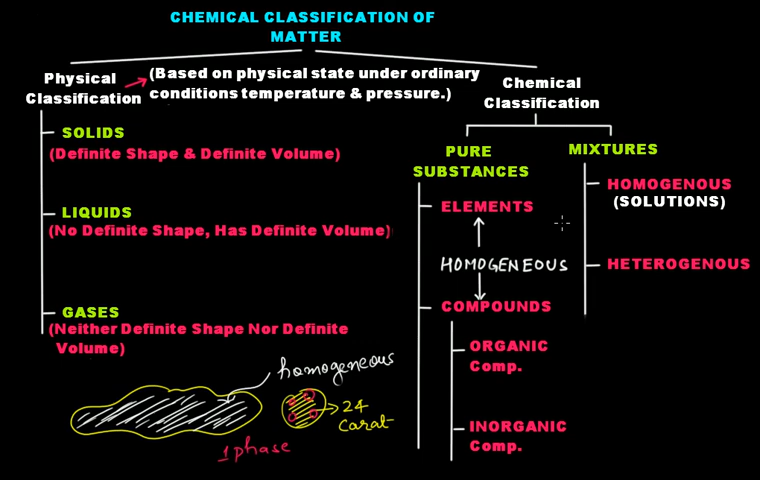 CHEMICAL CLASSIFICATION OF
MATTER
Physical
Classification
(Based on physical state under ordinary
conditions temperature & pressure.)
SOLIDS
(Definite Shape & Definite Volume)
LIQUIDS
(No Definite Shape, Has Definite Volume)
GASES
(Neither Definite Shape Nor Definite
Volume)
homogeneous
24
Carat
1 phase
Chemical
Classification
PURE
SUBSTANCES
ELEMENTS
HOMOGENEOUS
COMPOUNDS
ORGANIC
Comp.
INORGANIC
Comp.
MIXTURES
HOMOGENOUS
(SOLUTIONS)
HETEROGENOUS